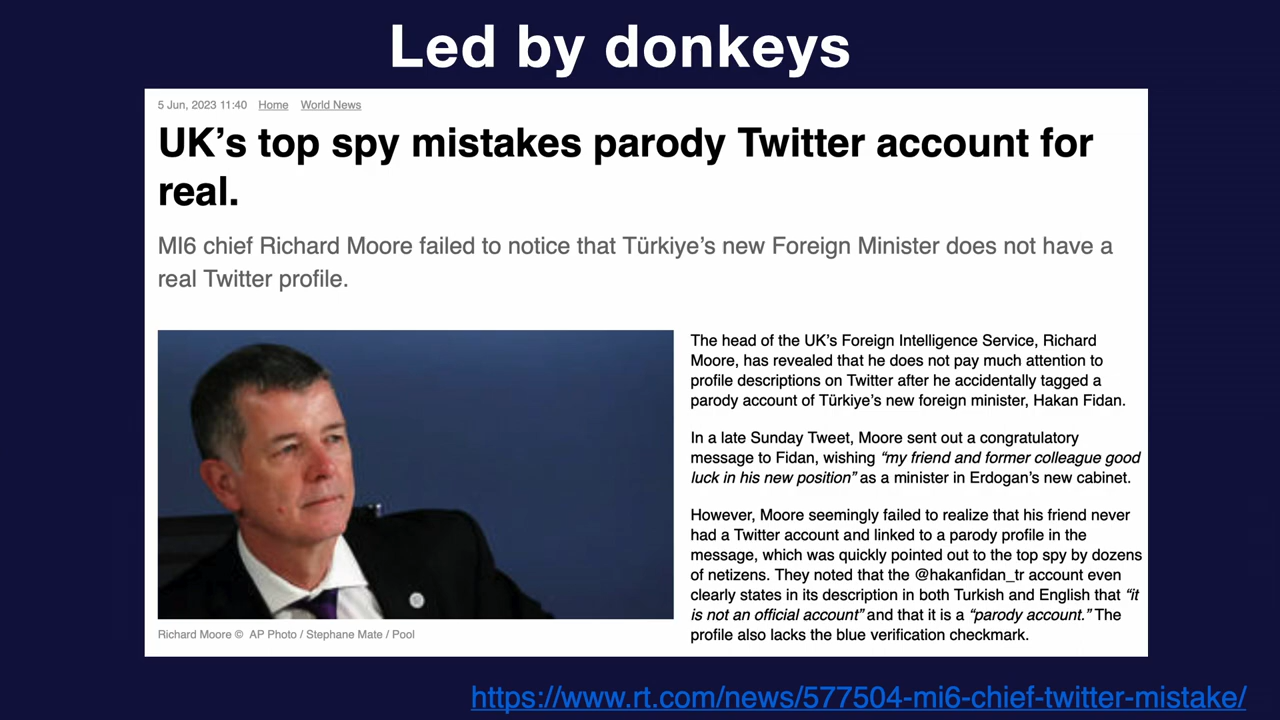 Led by donkeys
5 Jun, 2023 11:40 Home World News
UK’s top spy mistakes parody Twitter account for
real.
MI6 chief Richard Moore failed to notice that Türkiye’s new Foreign Minister does not have a
real Twitter profile.
The head of the UK’s Foreign Intelligence Service, Richard
Moore, has revealed that he does not pay much attention to
profile descriptions on Twitter after he accidentally tagged a
parody account of Türkiye’s new foreign minister, Hakan Fidan.
In a late Sunday Tweet, Moore sent out a congratulatory
message to Fidan, wishing “my friend and former colleague good
luck in his new position” as a minister in Erdogan’s new cabinet.
However, Moore seemingly failed to realize that his friend never
had a Twitter account and linked to a parody profile in the
message, which was quickly pointed out to the top spy by dozens
of netizens. They noted that the @hakanfidan_tr account even
clearly states in its description in both Turkish and English that “it
is not an official account” and that it is a “parody account.” The
profile also lacks the blue verification checkmark.
Richard Moore © AP Photo / Stephane Mate / Pool
https://www.rt.com/news/577504-mi6-chief-twitter-mistake/